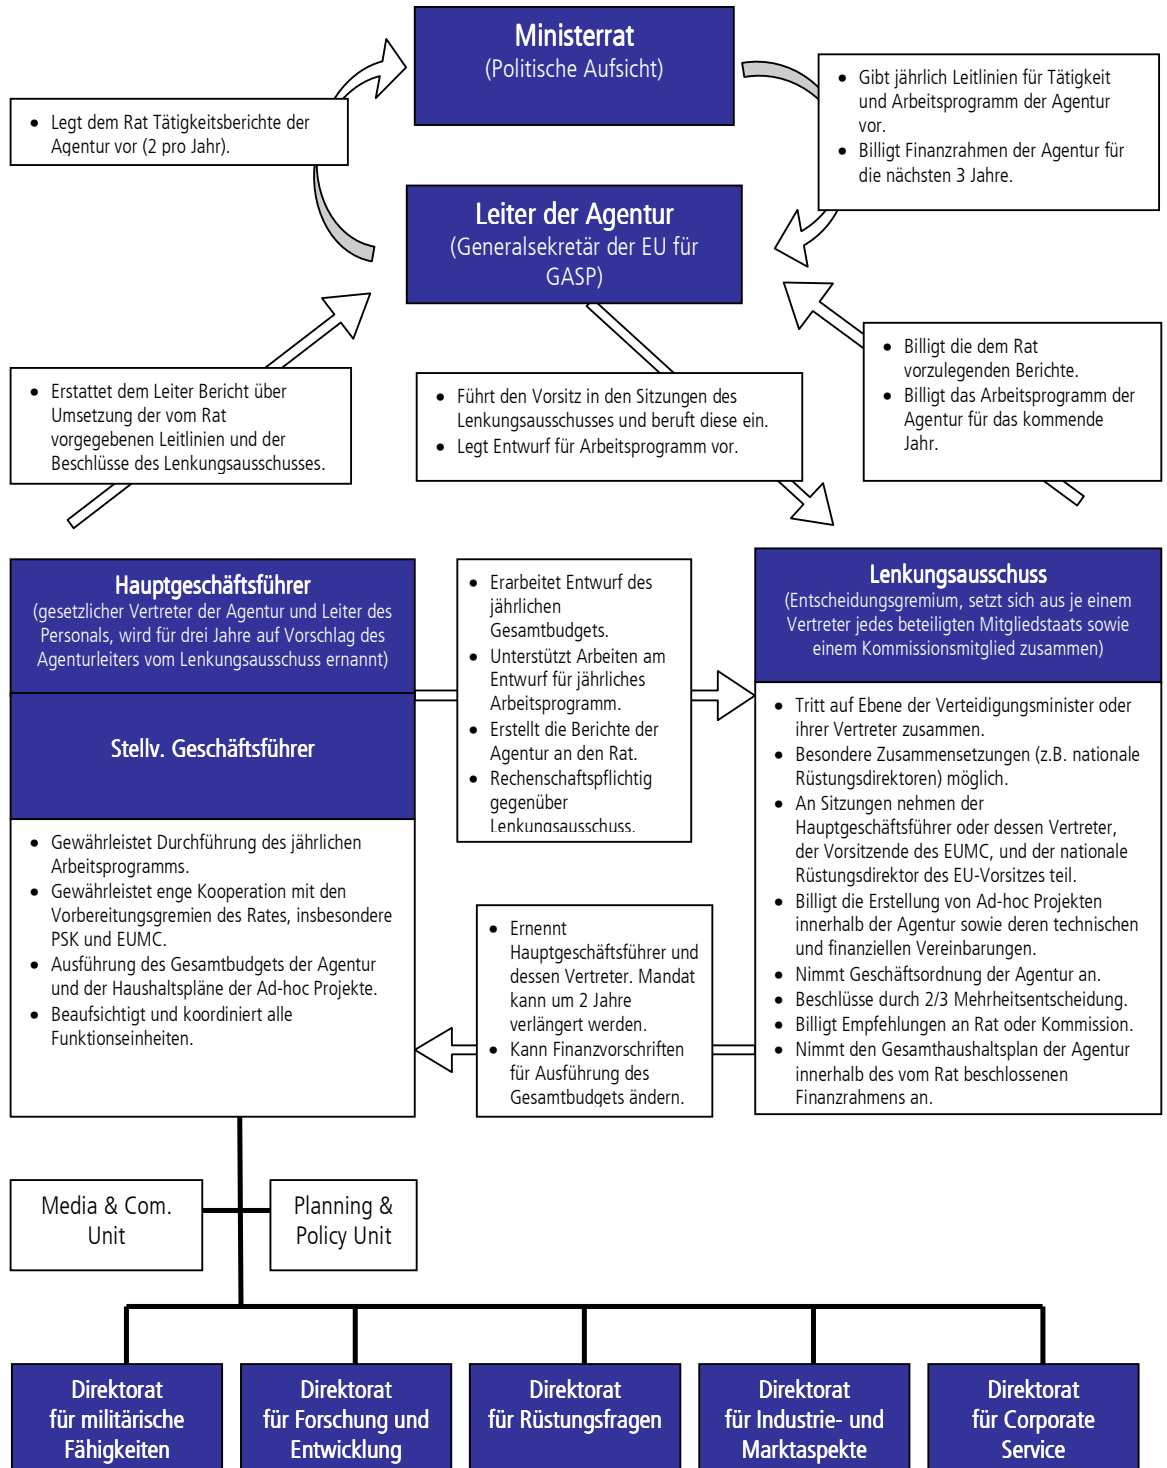 Ministerrat
(Politische Aufsicht)
• Gibt jährlich Leitlinien für Tätigkeit
und Arbeitsprogramm der Agentur
vor.
• Billigt Finanzrahmen der Agentur für
die nächsten 3 Jahre.
• Legt dem Rat Tätigkeitsberichte der
Agentur vor (2 pro Jahr).
Leiter der Agentur
(Generalsekretär der EU für
GASP)
• Erstattet dem Leiter Bericht über
Umsetzung der vom Rat
vorgegebenen Leitlinien und der
Beschlüsse des Lenkungsausschusses.
• Führt den Vorsitz in den Sitzungen des
Lenkungsausschusses und beruft diese ein.
• Legt Entwurf für Arbeitsprogramm vor.
• Billigt die dem Rat
vorzulegenden Berichte.
• Billigt das Arbeitsprogramm der
Agentur für das kommende
Jahr.
Hauptgeschäftsführer
(gesetzlicher Vertreter der Agentur und Leiter des
Personals, wird für drei Jahre auf Vorschlag des
Agenturleiters vom Lenkungsausschuss ernannt)
Stellv. Geschäftsführer
• Gewährleistet Durchführung des jährlichen
Arbeitsprogramms.
• Gewährleistet enge Kooperation mit den
Vorbereitungsgremien des Rates, insbesondere
PSK und EUMC.
• Ausführung des Gesamtbudgets der Agentur
und der Haushaltspläne der Ad-hoc Projekte.
• Beaufsichtigt und koordiniert alle
Funktionseinheiten.
• Erarbeitet Entwurf des
jährlichen
Gesamtbudgets.
• Unterstützt Arbeiten am
Entwurf für jährliches
Arbeitsprogramm.
• Erstellt die Berichte der
Agentur an den Rat.
• Rechenschaftspflichtig
gegenüber
Lenkungsausschuss.
• Ernennt
Hauptgeschäftsführer und
dessen Vertreter. Mandat
kann um 2 Jahre
verlängert werden.
• Kann Finanzvorschriften
für Ausführung des
Gesamtbudgets ändern.
Lenkungsausschuss
(Entscheidungsgremium, setzt sich aus je einem
Vertreter jedes beteiligten Mitgliedstaats sowie
einem Kommissionsmitglied zusammen)
• Tritt auf Ebene der Verteidigungsminister oder
ihrer Vertreter zusammen.
• Besondere Zusammensetzungen (z.B. nationale
Rüstungsdirektoren) möglich.
• An Sitzungen nehmen der
Hauptgeschäftsführer oder dessen Vertreter,
der Vorsitzende des EUMC, und der nationale
Rüstungsdirektor des EU-Vorsitzes teil.
• Billigt die Erstellung von Ad-hoc Projekten
innerhalb der Agentur sowie deren technischen
und finanziellen Vereinbarungen.
• Nimmt Geschäftsordnung der Agentur an.
• Beschlüsse durch 2/3 Mehrheitsentscheidung.
• Billigt Empfehlungen an Rat oder Kommission.
• Nimmt den Gesamthaushaltsplan der Agentur
innerhalb des vom Rat beschlossenen
Finanzrahmens an.
Media & Com.
Unit
Planning &
Policy Unit
Direktorat
für militärische
Fähigkeiten
Direktorat
für Forschung und
Entwicklung
Direktorat
für Rüstungsfragen
Direktorat
für Industrie- und
Marktaspekte
Direktorat
für Corporate
Service